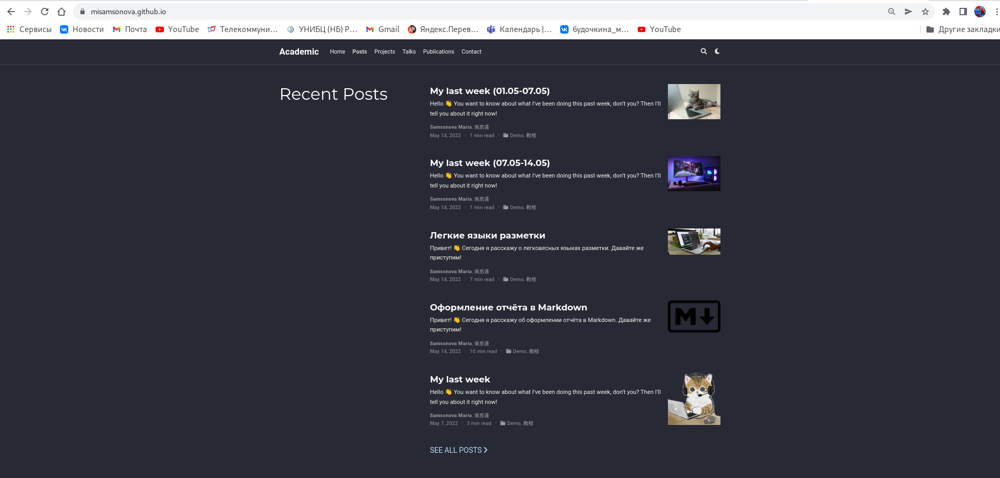 misamsonova.github.io
Сервисы Новости Почта YouTube Телекоммуни... УНИБЦ (НБ) Р... Gmail Яндекс.Перев... Календарь |... будочкина_м... YouTube Другие закладки
Academic Home Posts Projects Talks Publications Contact
Recent Posts
My last week (01.05-07.05)
Hello 👋 You want to know about what I've been doing this past week, don't you? Then I'll
tell you about it right now!
Samsonova Maria, 吳恩達
May 14, 2022 · 1 min read · Demo, 教程
My last week (07.05-14.05)
Hello 👋 You want to know about what I've been doing this past week, don't you? Then I'll
tell you about it right now!
Samsonova Maria, 吳恩達
May 14, 2022 · 1 min read · Demo, 教程
Легкие языки разметки
Привет! 👋 Сегодня я расскажу о легковесных языках разметки. Давайте же
приступим!
Samsonova Maria, 吳恩達
May 14, 2022 · 7 min read · Demo, 教程
Оформление отчёта в Markdown
Привет! 👋 Сегодня я расскажу об оформлении отчёта в Markdown. Давайте же
приступим!
Samsonova Maria, 吳恩達
May 14, 2022 · 10 min read · Demo, 教程
My last week
Hello 👋 You want to know about what I've been doing this past week, don't you? Then I'll
tell you about it right now!
Samsonova Maria, 吳恩達
May 7, 2022 · 3 min read · Demo, 教程
SEE ALL POSTS